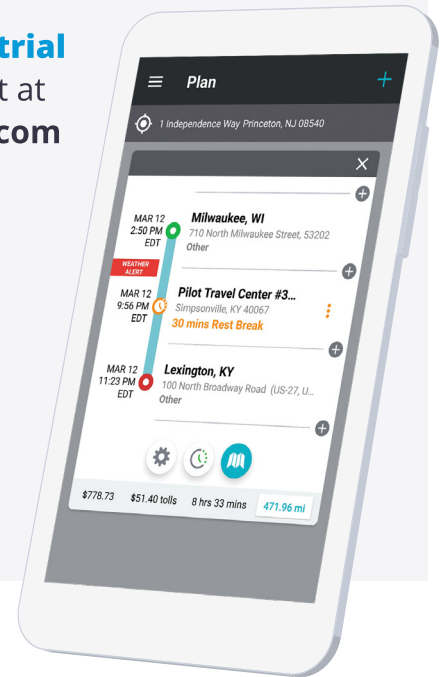 trial
t at
com
Plan
1 Independence Way Princeton, NJ 08540
MAR 12
2:50 PM
EDT
Milwaukee, WI
710 North Milwaukee Street, 53202
Other
WEATHER
ALERT
MAR 12
9:56 PM
EDT
Pilot Travel Center #3...
Simpsonville, KY 40067
30 mins Rest Break
MAR 12
11:23 PM
EDT
Lexington, KY
100 North Broadway Road (US-27, U...
Other
$778.73 $51.40 tolls 8 hrs 33 mins 471.96 mi